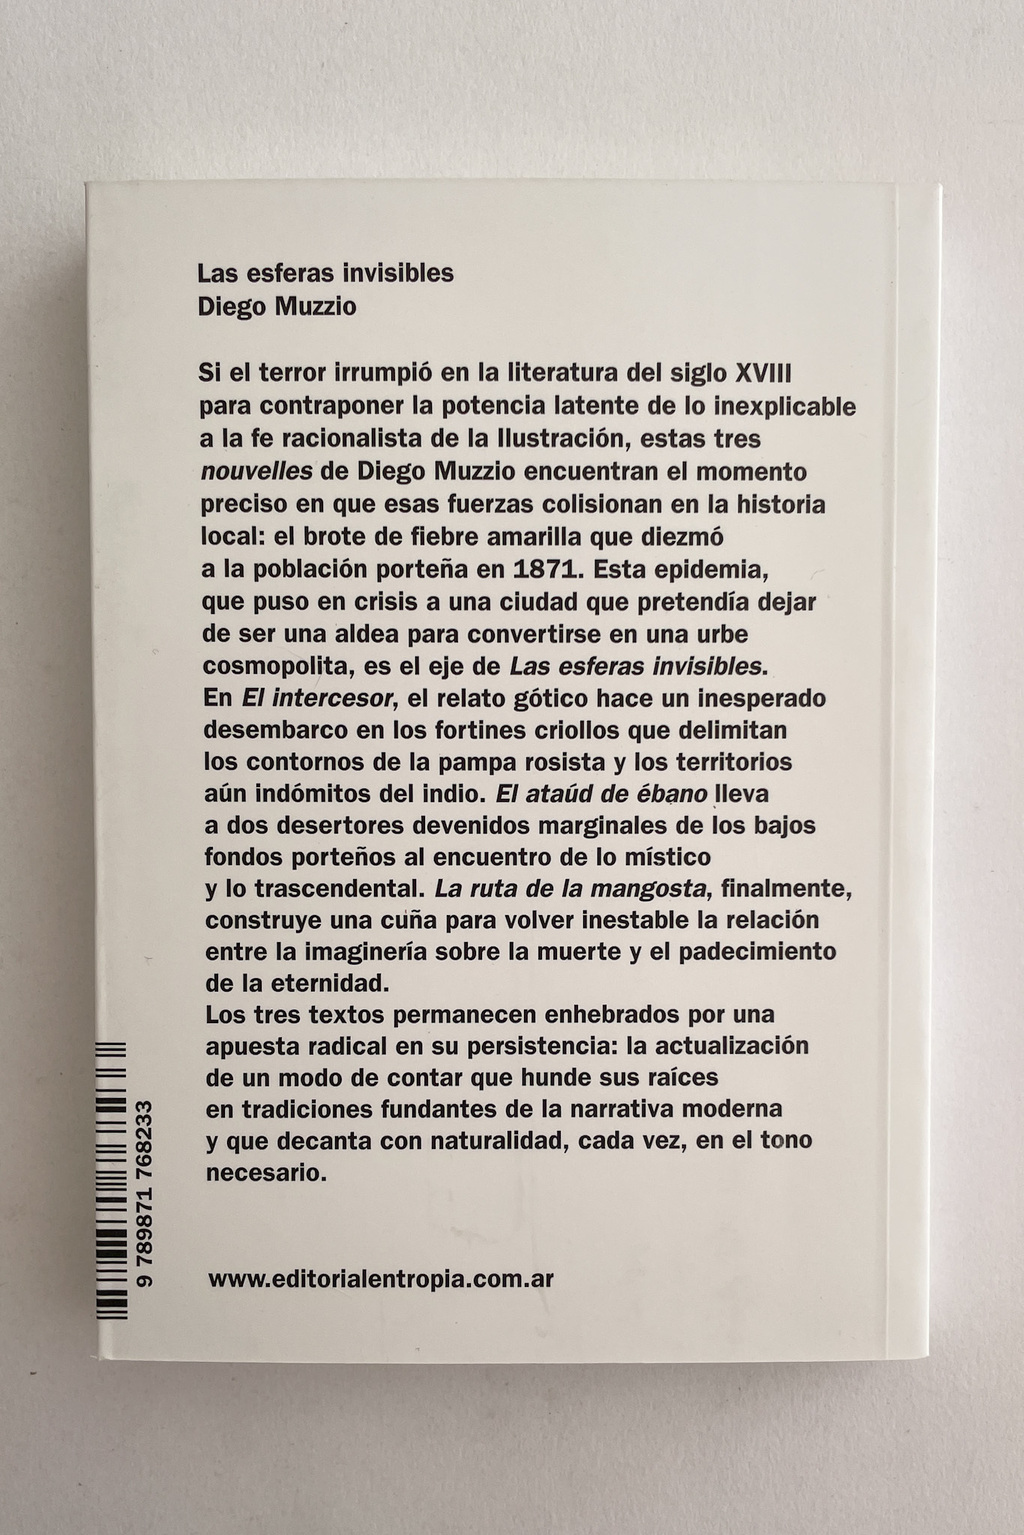 Las esferas invisibles
Diego Muzzio
Si el terror irrumpió en la literatura del siglo XVIII
para contraponer la potencia latente de lo inexplicable
a la fe racionalista de la Ilustración, estas tres
nouvelles de Diego Muzzio encuentran el momento
preciso en que esas fuerzas colisionan en la historia
local: el brote de fiebre amarilla que diezmó
a la población porteña en 1871. Esta epidemia,
que puso en crisis a una ciudad que pretendía dejar
de ser una aldea para convertirse en una urbe
cosmopolita, es el eje de Las esferas invisibles.
En El intercesor, el relato gótico hace un inesperado
desembarco en los fortines criollos que delimitan
los contornos de la pampa rosista y los territorios
aún indómitos del indio. El ataúd de ébano lleva
a dos desertores devenidos marginales de los bajos
fondos porteños al encuentro de lo místico
y lo trascendental. La ruta de la mangosta, finalmente,
construye una cuña para volver inestable la relación
entre la imaginería sobre la muerte y el padecimiento
de la eternidad.
Los tres textos permanecen enhebrados por una
apuesta radical en su persistencia: la actualización
de un modo de contar que hunde sus raíces
en tradiciones fundantes de la narrativa moderna
y que decanta con naturalidad, cada vez, en el tono
necesario.
www.editorialentropia.com.ar
9 789871 768233